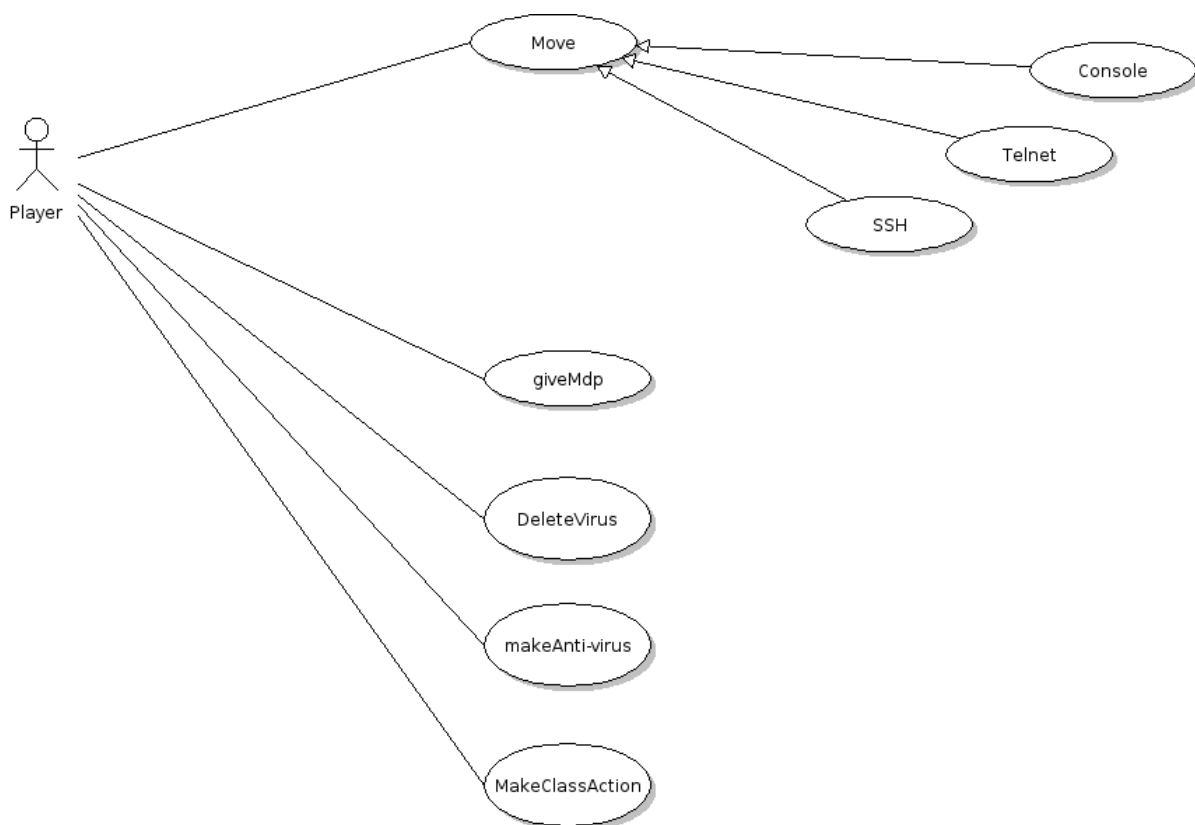 Move
Console
Telnet
Player
SSH
giveMdp
DeleteVirus
makeAnti-virus
MakeClassAction